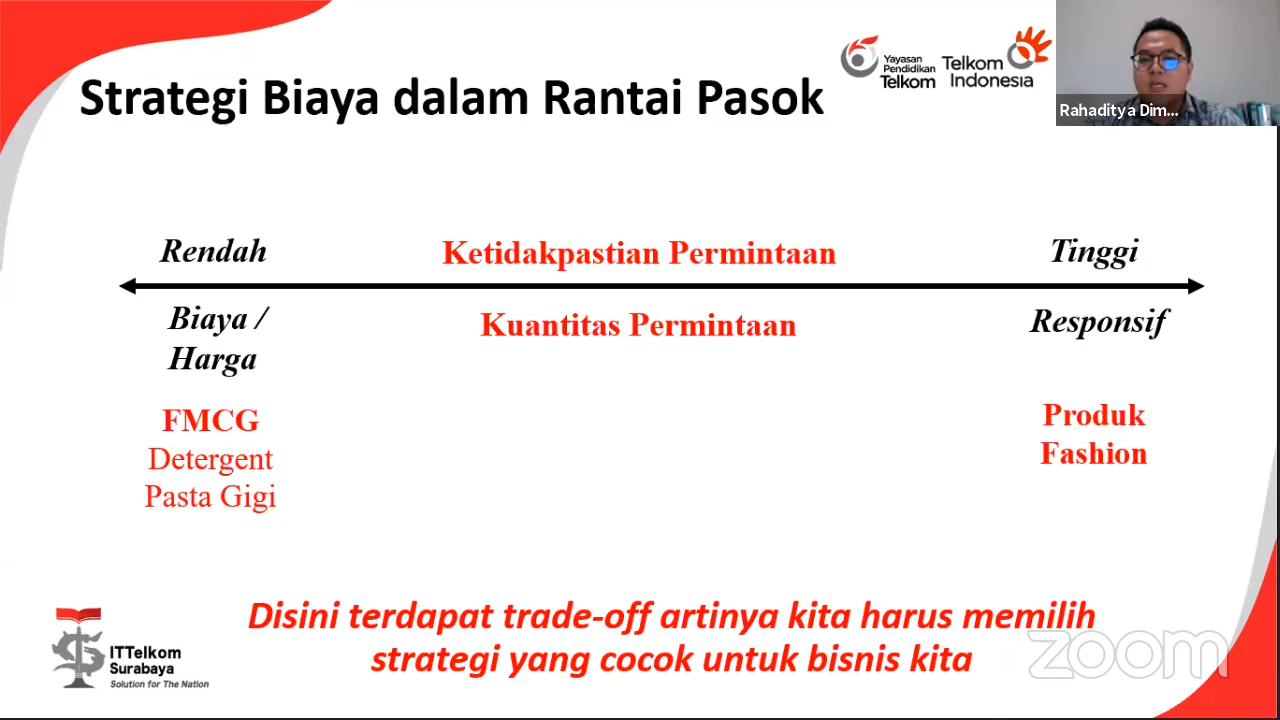 Strategi Biaya dalam Rantai Pasok
Yayasan
Pendidikan
Telkom
Telkom
Indonesia
Rahaditya Dim...
Rendah
Ketidakpastian Permintaan
Tinggi
Biaya /
Harga
Kuantitas Permintaan
Responsif
FMCG
Detergent
Pasta Gigi
Produk
Fashion
Disini terdapat trade-off artinya kita harus memilih
strategi yang cocok untuk bisnis kita
ITTelkom
Surabaya
Solution for The Nation
zoom